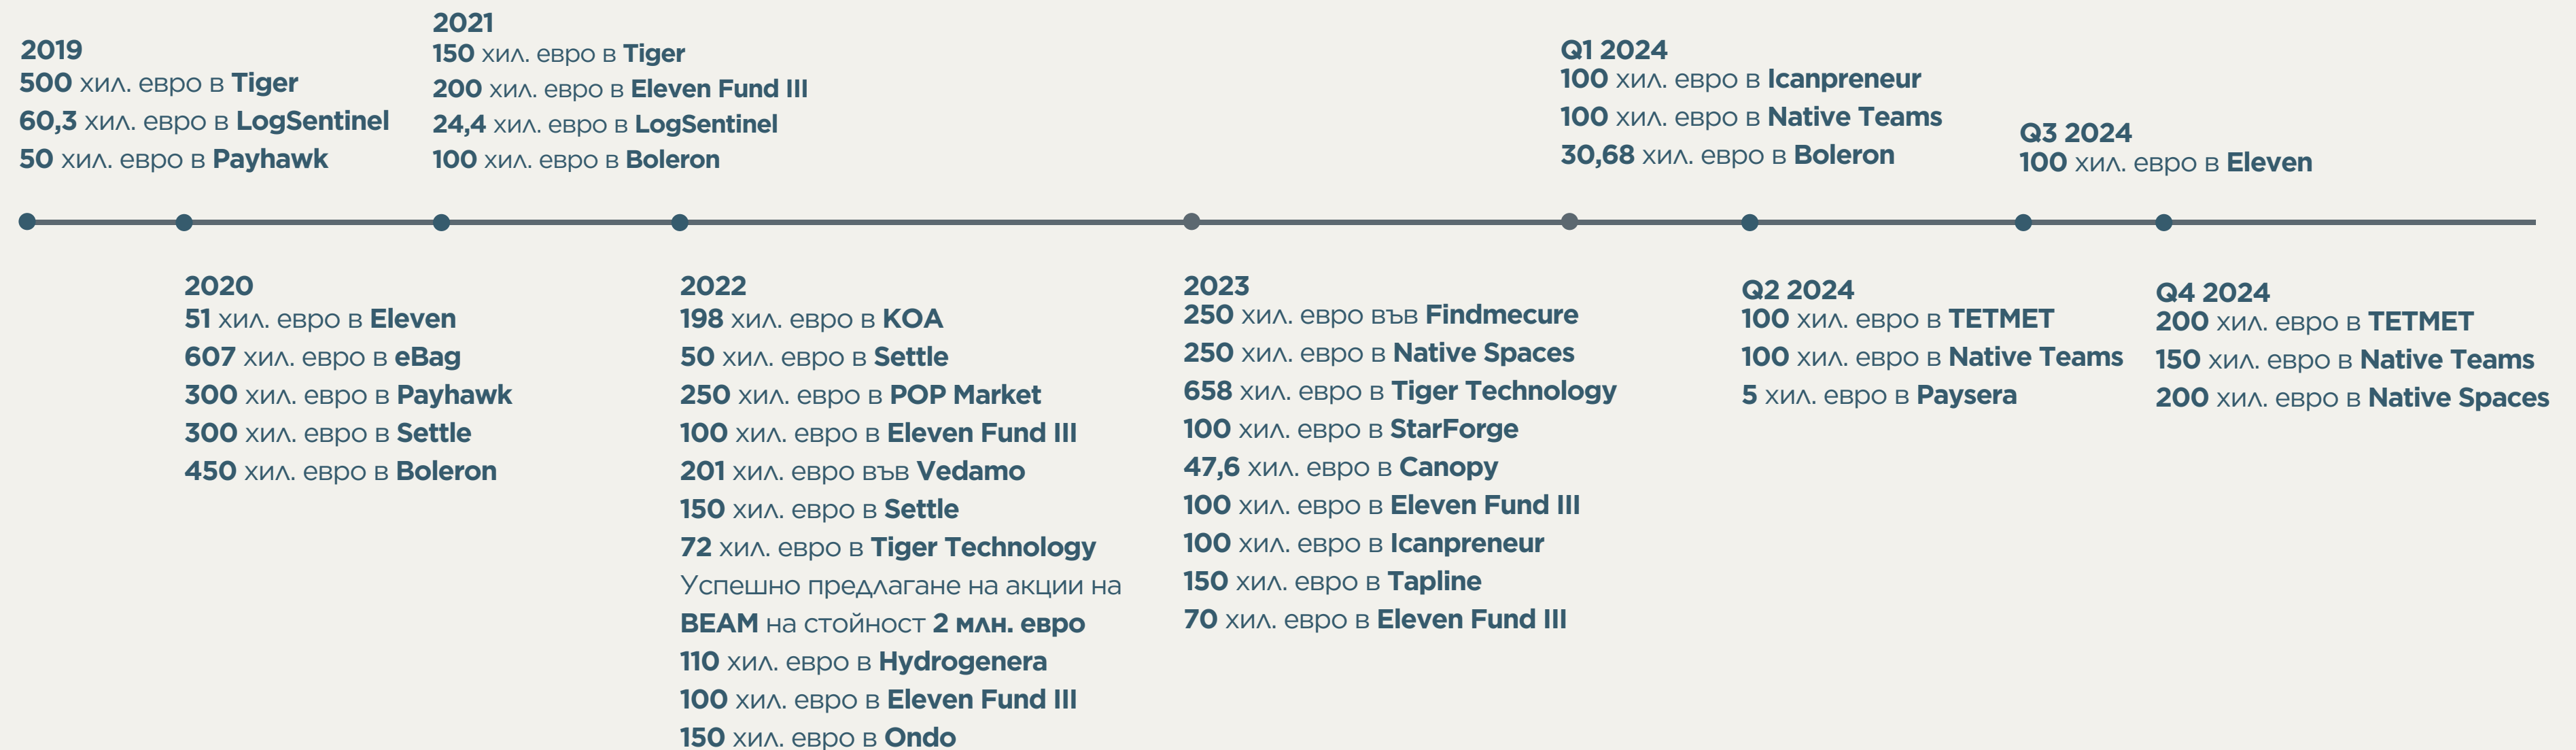 2019
500 хил. евро в Tiger
60,3 хил. евро в LogSentinel
50 хил. евро в Payhawk
2020
51 хил. евро в Eleven
607 хил. евро в eBag
300 хил. евро в Payhawk
300 хил. евро в Settle
450 хил. евро в Boleron
2021
150 хил. евро в Tiger
200 хил. евро в Eleven Fund III
24,4 хил. евро в LogSentinel
100 хил. евро в Boleron
2022
198 хил. евро в KOA
50 хил. евро в Settle
250 хил. евро в POP Market
100 хил. евро в Eleven Fund III
201 хил. евро във Vedamo
150 хил. евро в Settle
72 хил. евро в Tiger Technology
Успешно предлагане на акции на
BEAM на стойност 2 млн. евро
110 хил. евро в Hydrogenera
100 хил. евро в Eleven Fund III
150 хил. евро в Ondo
2023
250 хил. евро във Findmecure
250 хил. евро в Native Spaces
658 хил. евро в Tiger Technology
100 хил. евро в StarForge
47,6 хил. евро в Canopy
100 хил. евро в Eleven Fund III
100 хил. евро в Icanpreneur
150 хил. евро в Tapline
70 хил. евро в Eleven Fund III
Q1 2024
100 хил. евро в Icanpreneur
100 хил. евро в Native Teams
30,68 хил. евро в Boleron
Q2 2024
100 хил. евро в TETMET
100 хил. евро в Native Teams
5 хил. евро в Paysera
Q3 2024
100 хил. евро в Eleven
Q4 2024
200 хил. евро в TETMET
150 хил. евро в Native Teams
200 хил. евро в Native Spaces